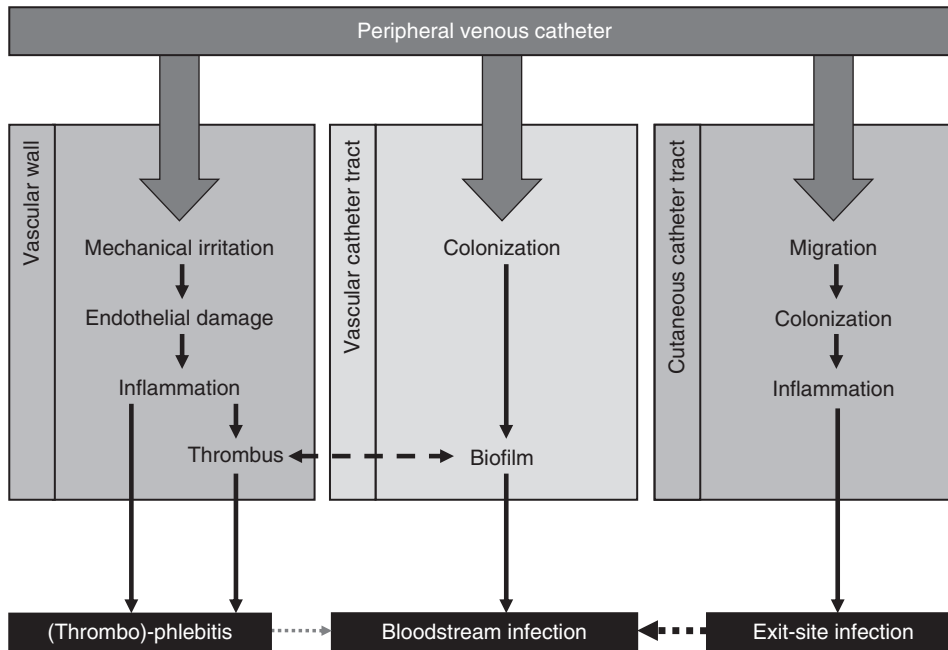 Peripheral venous catheter
Vascular wall
Mechanical irritation
Endothelial damage
Inflammation
Thrombus
Vascular catheter tract
Colonization
Biofilm
Cutaneous catheter tract
Migration
Colonization
Inflammation
(Thrombo)-phlebitis
Bloodstream infection
Exit-site infection